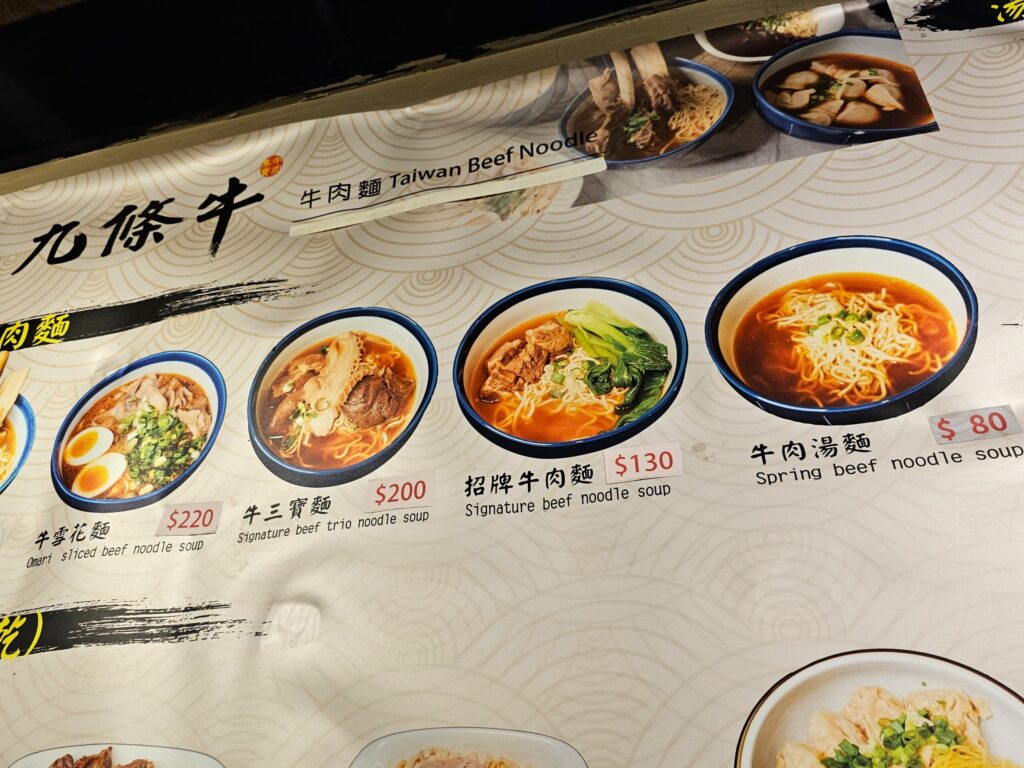 九條牛
牛肉麵 Taiwan Beef Noodle
肉麵
牛雪花麵 $220
Omari sliced beef noodle soup
牛三寶麵 $200
Signature beef trio noodle soup
招牌牛肉麵 $130
Signature beef noodle soup
牛肉湯麵 $ 80
Spring beef noodle soup
乾)